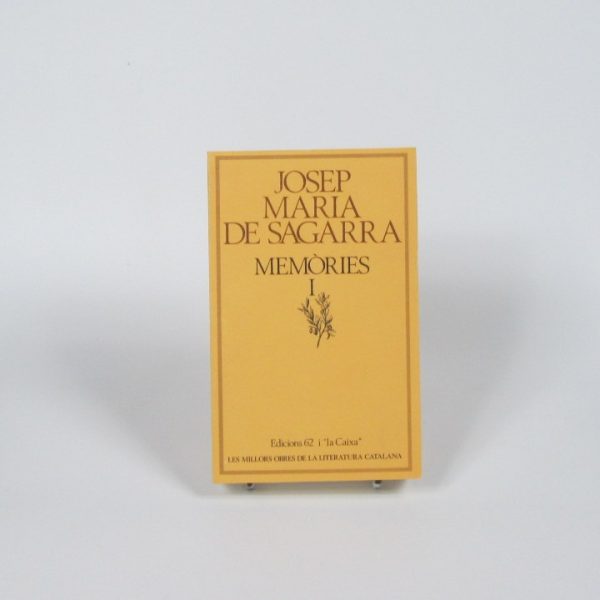 JOSEP
MARIA
DE SAGARRA
MEMÒRIES
I
Edicions 62 i "la Caixa"
LES MILLORS OBRES DE LA LITERATURA CATALANA